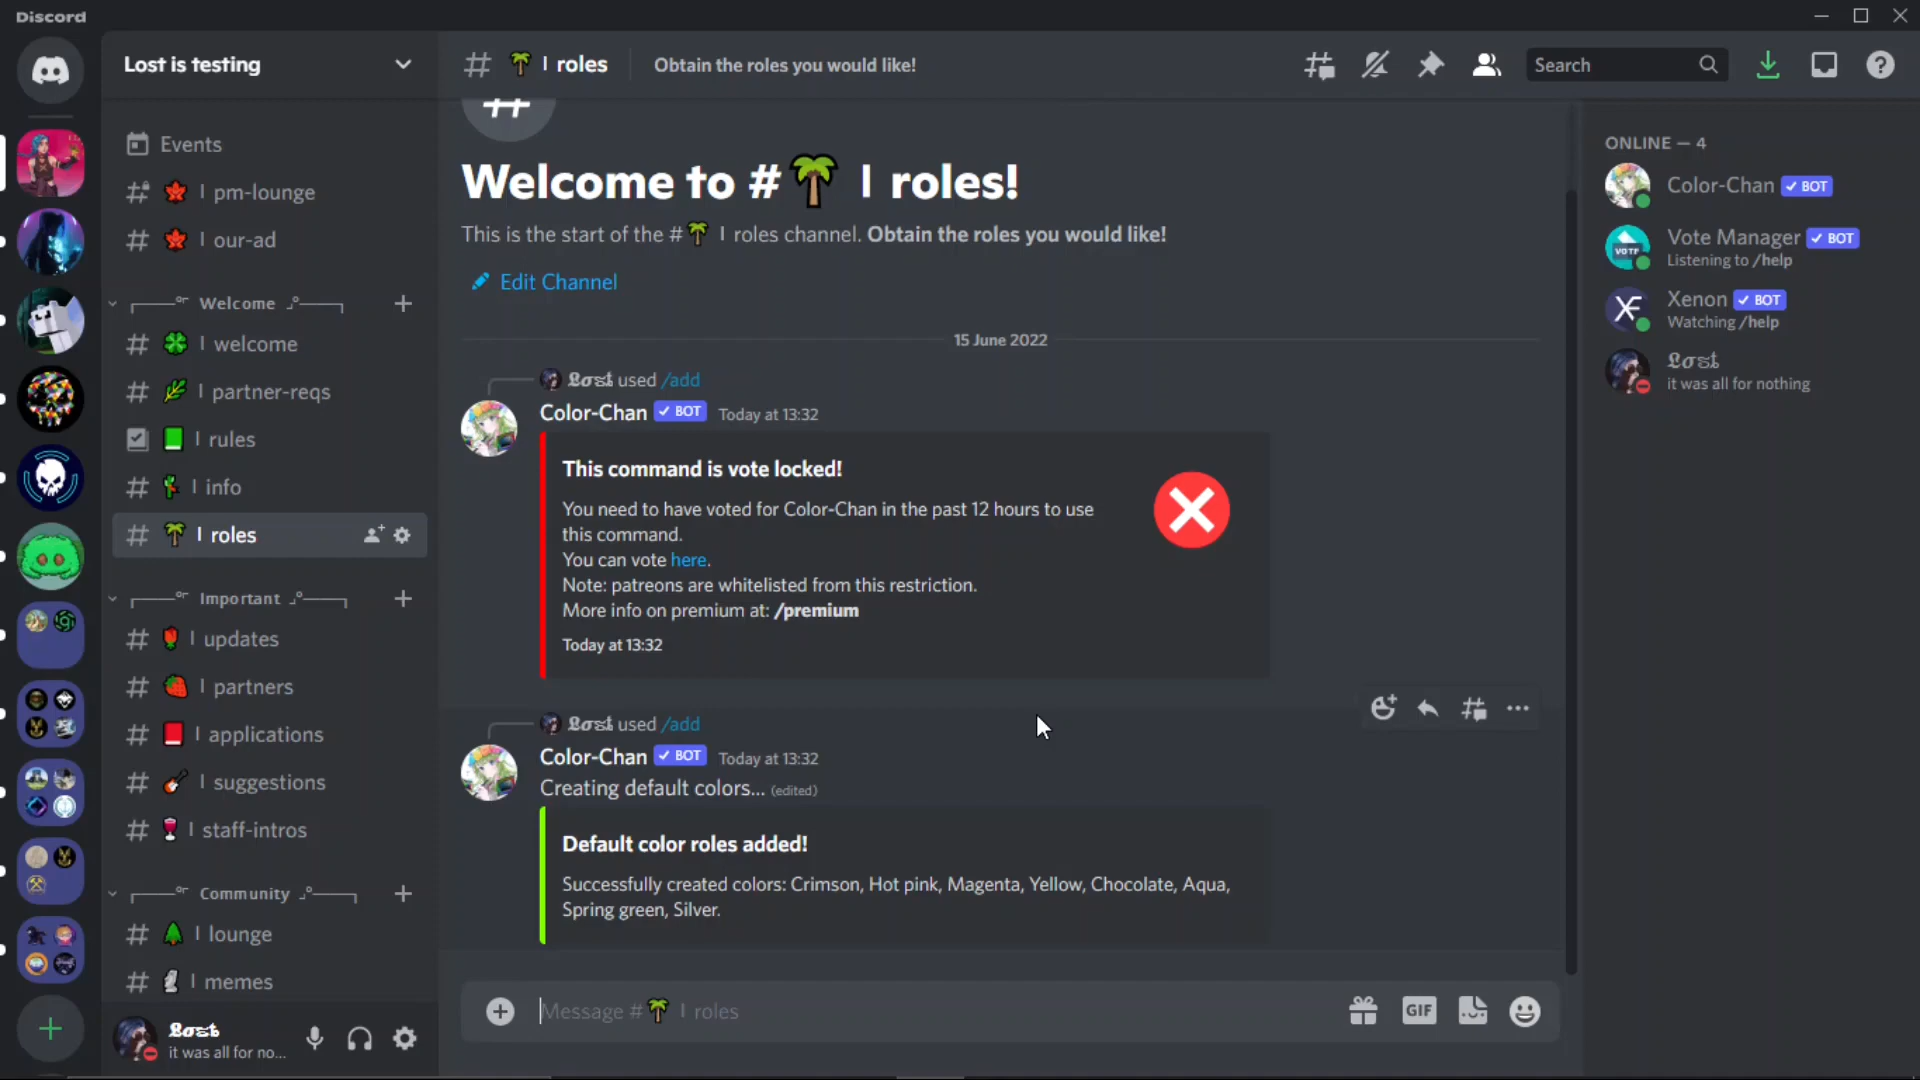 Discord
Lost is testing
Events
| pm-lounge
| our-ad
Welcome
| welcome
| partner-reqs
| rules
| info
| roles
Important
| updates
| partners
| applications
| suggestions
| staff-intros
Community
| lounge
| memes
𝕷𝖔𝖘𝖙
it was all for no...
# 🌴 | roles
Obtain the roles you would like!
Search
Welcome to #🌴 | roles!
This is the start of the #🌴 | roles channel. Obtain the roles you would like!
Edit Channel
15 June 2022
𝕷𝖔𝖘𝖙 used /add
Color-Chan ✓ BOT Today at 13:32
This command is vote locked!
You need to have voted for Color-Chan in the past 12 hours to use
this command.
You can vote here.
Note: patreons are whitelisted from this restriction.
More info on premium at: /premium
Today at 13:32
𝕷𝖔𝖘𝖙 used /add
Color-Chan ✓ BOT Today at 13:32
Creating default colors... (edited)
Default color roles added!
Successfully created colors: Crimson, Hot pink, Magenta, Yellow, Chocolate, Aqua,
Spring green, Silver.
Message #🌴 | roles
GIF
ONLINE — 4
Color-Chan ✓ BOT
VOTE
Vote Manager ✓ BOT
Listening to /help
Xenon ✓ BOT
Watching /help
𝕷𝖔𝖘𝖙
it was all for nothing